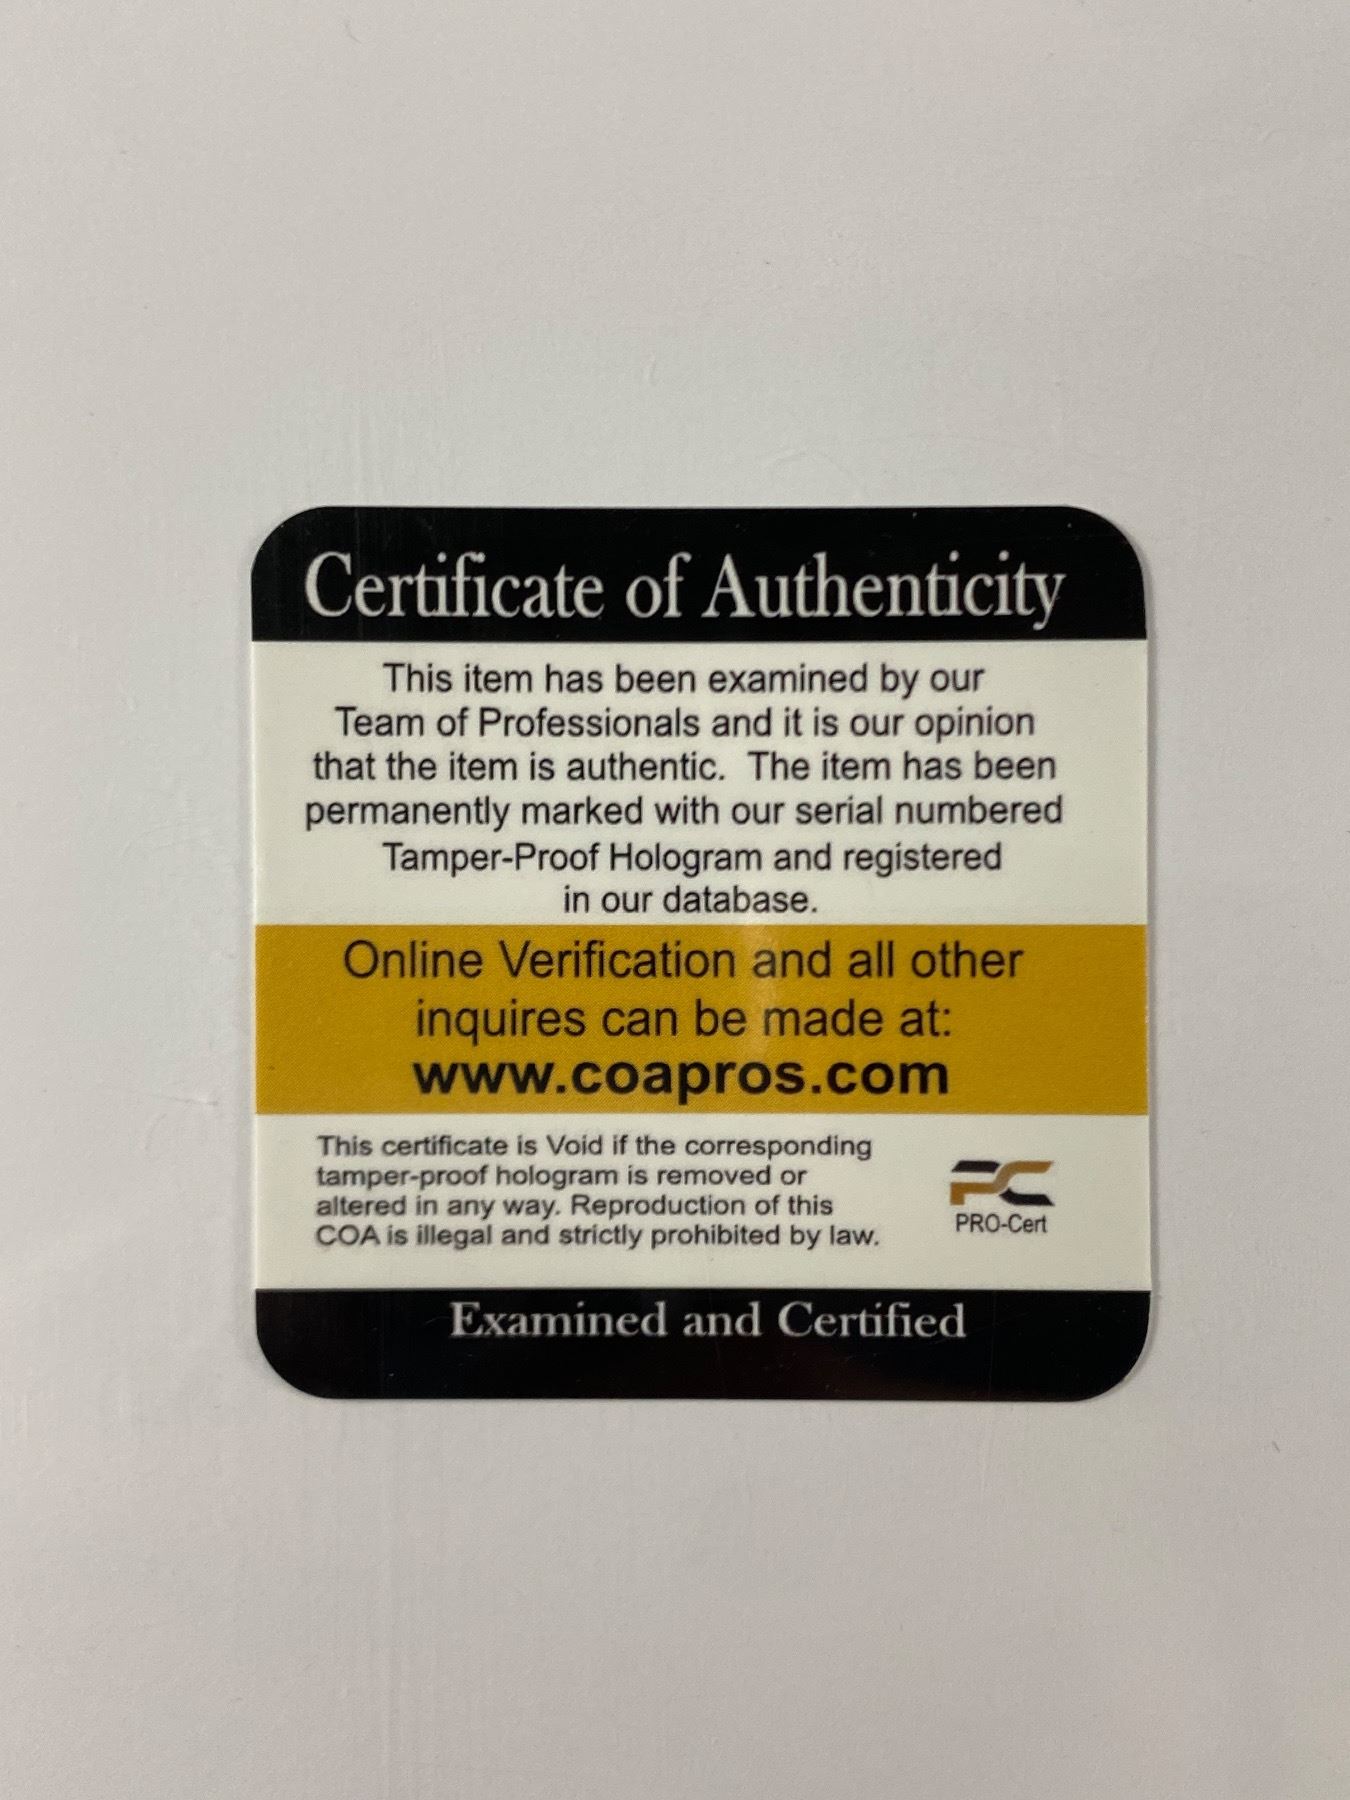 Certificate of Authenticity
This item has been examined by our
Team of Professionals and it is our opinion
that the item is authentic.  The item has been
permanently marked with our serial numbered
Tamper-Proof Hologram and registered
in our database.
Online Verification and all other
inquires can be made at:
www.coapros.com
This certificate is Void if the corresponding
tamper-proof hologram is removed or
altered in any way. Reproduction of this
COA is illegal and strictly prohibited by law.
PC
PRO-Cert
Examined and Certified